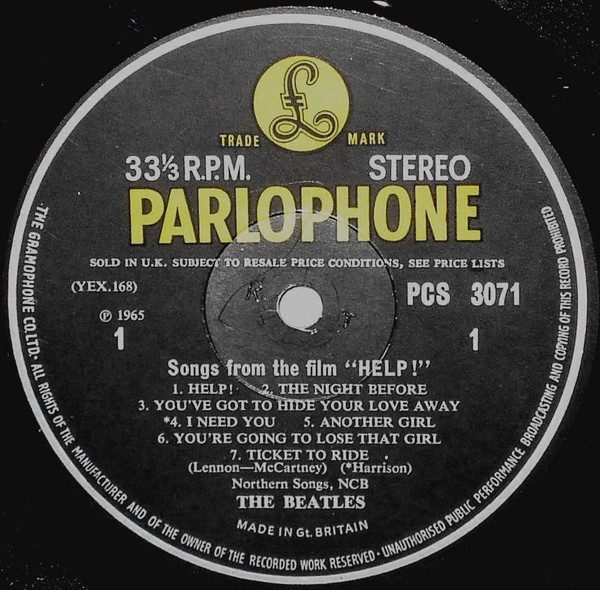 £
TRADE MARK
33⅓ R.P.M. STEREO
PARLOPHONE
SOLD IN U.K. SUBJECT TO RESALE PRICE CONDITIONS, SEE PRICE LISTS
(YEX.168) PCS 3071
Ⓟ 1965
1 1
Songs from the film "HELP!"
1. HELP! 2. THE NIGHT BEFORE
3. YOU'VE GOT TO HIDE YOUR LOVE AWAY
*4. I NEED YOU 5. ANOTHER GIRL
6. YOU'RE GOING TO LOSE THAT GIRL
7. TICKET TO RIDE
(Lennon—McCartney) (*Harrison)
Northern Songs, NCB
THE BEATLES
MADE IN Gt. BRITAIN
THE GRAMOPHONE CO. LTD. · ALL RIGHTS OF THE MANUFACTURER AND OF THE OWNER OF THE RECORDED WORK RESERVED · UNAUTHORISED PUBLIC PERFORMANCE BROADCASTING AND COPYING OF THIS RECORD PROHIBITED